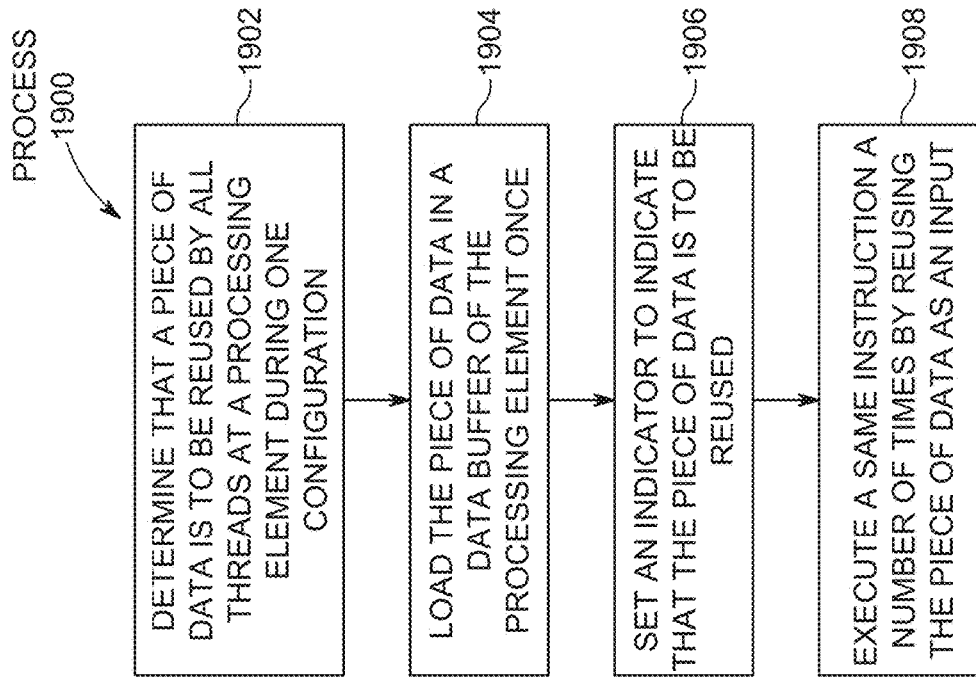 PROCESS
1900
DETERMINE THAT A PIECE OF
DATA IS TO BE REUSED BY ALL
THREADS AT A PROCESSING
ELEMENT DURING ONE
CONFIGURATION
1902
LOAD THE PIECE OF DATA IN A
DATA BUFFER OF THE
PROCESSING ELEMENT ONCE
1904
SET AN INDICATOR TO INDICATE
THAT THE PIECE OF DATA IS TO BE
REUSED
1906
EXECUTE A SAME INSTRUCTION A
NUMBER OF TIMES BY REUSING
THE PIECE OF DATA AS AN INPUT
1908